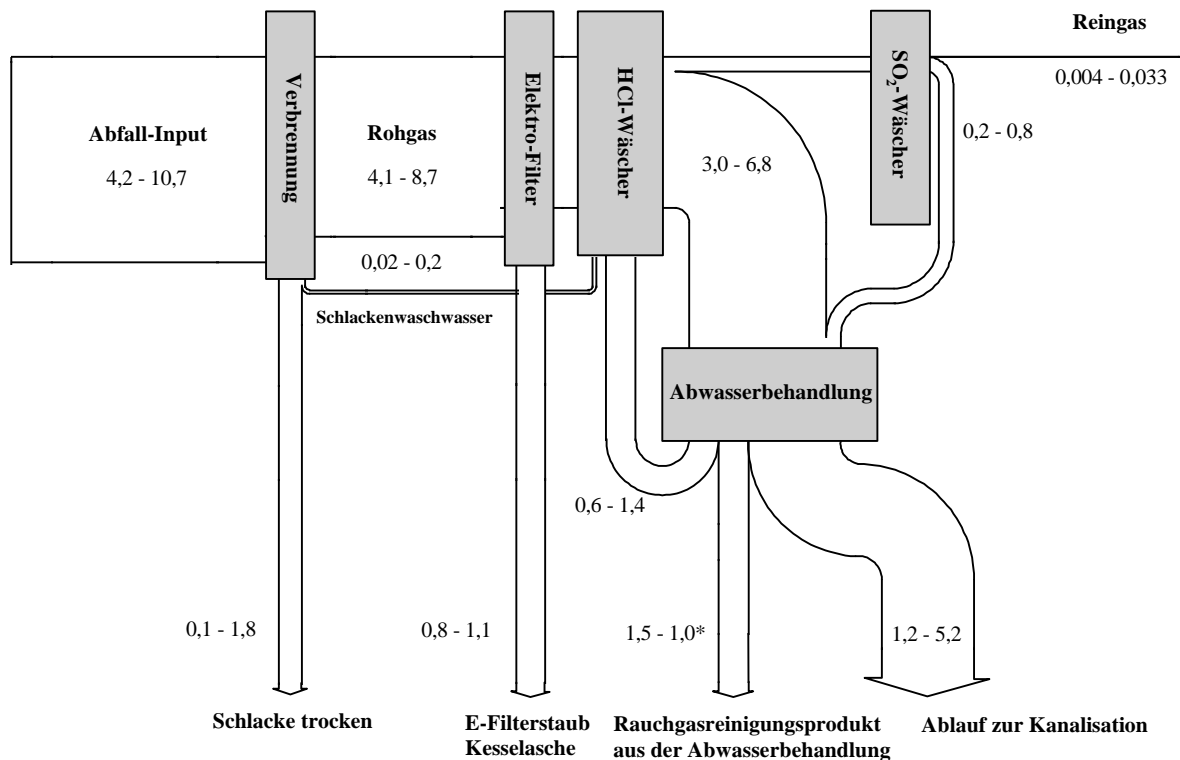 Reingas
0,004 - 0,033
Verbrennung
Elektro-Filter
HCl-Wäscher
SO2-Wäscher
Abfall-Input
4,2 - 10,7
Rohgas
4,1 - 8,7
3,0 - 6,8
0,2 - 0,8
0,02 - 0,2
Schlackenwaschwasser
Abwasserbehandlung
0,6 - 1,4
0,1 - 1,8
0,8 - 1,1
1,5 - 1,0*
1,2 - 5,2
Schlacke trocken
E-Filterstaub
Kesselasche
Rauchgasreinigungsprodukt
aus der Abwasserbehandlung
Ablauf zur Kanalisation